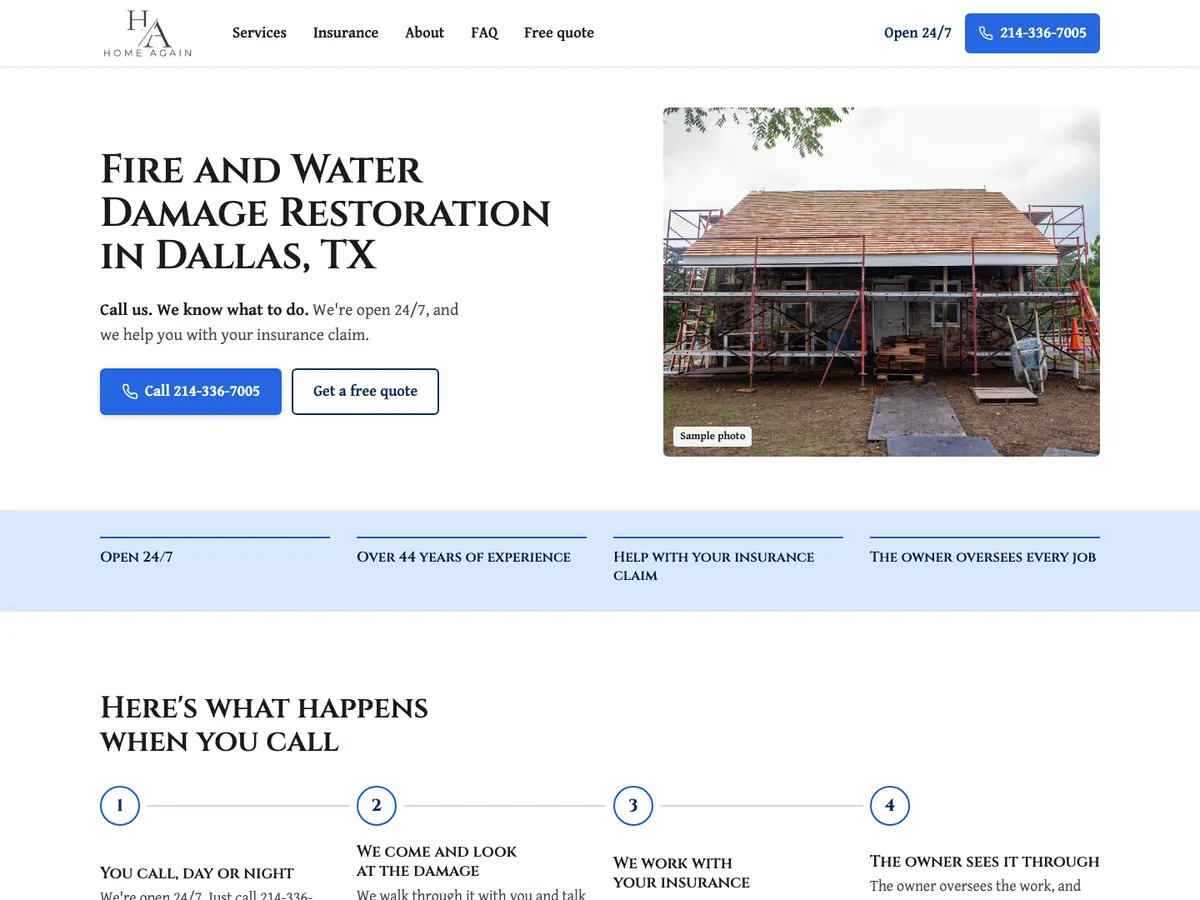 HA
HOME AGAIN
Services
Insurance
About
FAQ
Free quote
Open 24/7
214-336-7005
Fire and Water
Damage Restoration
in Dallas, TX
Call us. We know what to do. We're open 24/7, and
we help you with your insurance claim.
Call 214-336-7005
Get a free quote
Sample photo
Open 24/7
Over 44 years of experience
Help with your insurance
claim
The owner oversees every job
Here's what happens
when you call
1
2
3
4
You call, day or night
We're open 24/7. Just call 214-336-
We come and look
at the damage
We walk through it with you and talk
We work with
your insurance
The owner sees it through
The owner oversees the work, and